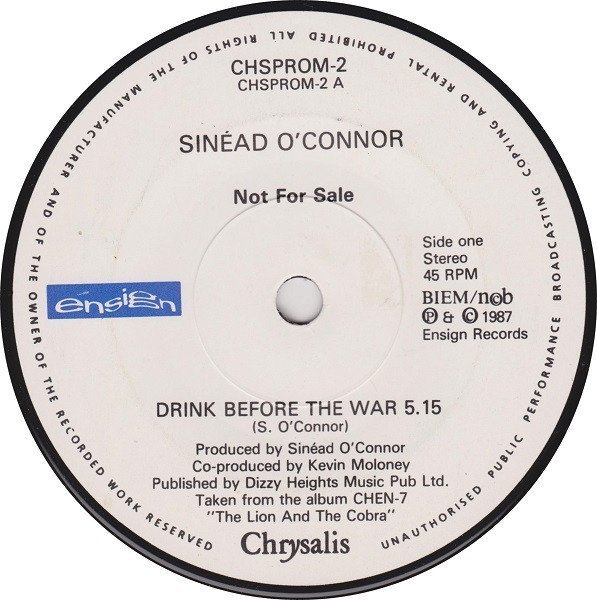 CHSPROM-2
CHSPROM-2 A
SINÉAD O'CONNOR
Not For Sale
Side one
Stereo
45 RPM
ensign
BIEM/ncb
Ⓟ & © 1987
Ensign Records
DRINK BEFORE THE WAR 5.15
(S. O'Connor)
Produced by Sinéad O'Connor
Co-produced by Kevin Moloney
Published by Dizzy Heights Music Pub Ltd.
Taken from the album CHEN-7
"The Lion And The Cobra"
Chrysalis
ALL RIGHTS OF THE MANUFACTURER AND OF THE OWNER OF THE RECORDED WORK RESERVED
UNAUTHORISED PUBLIC PERFORMANCE BROADCASTING COPYING AND RENTAL PROHIBITED